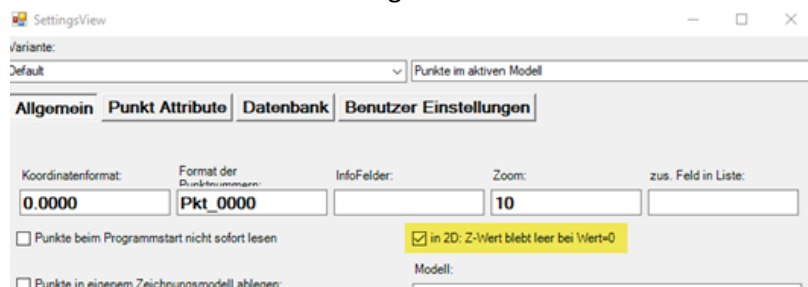 SettingsView
Variante:
Default Punkte im aktiven Modell
Allgemein Punkt Attribute Datenbank Benutzer Einstellungen
Koordinatenformat: Format der Punktnummern: InfoFelder: Zoom: zus. Feld in Liste:
0.0000 Pkt_0000 10
Punkte beim Programmstart nicht sofort lesen in 2D: Z-Wert blebt leer bei Wert=0
Modell:
Punkte in eigenem Zeichnungsmodell ablegen: